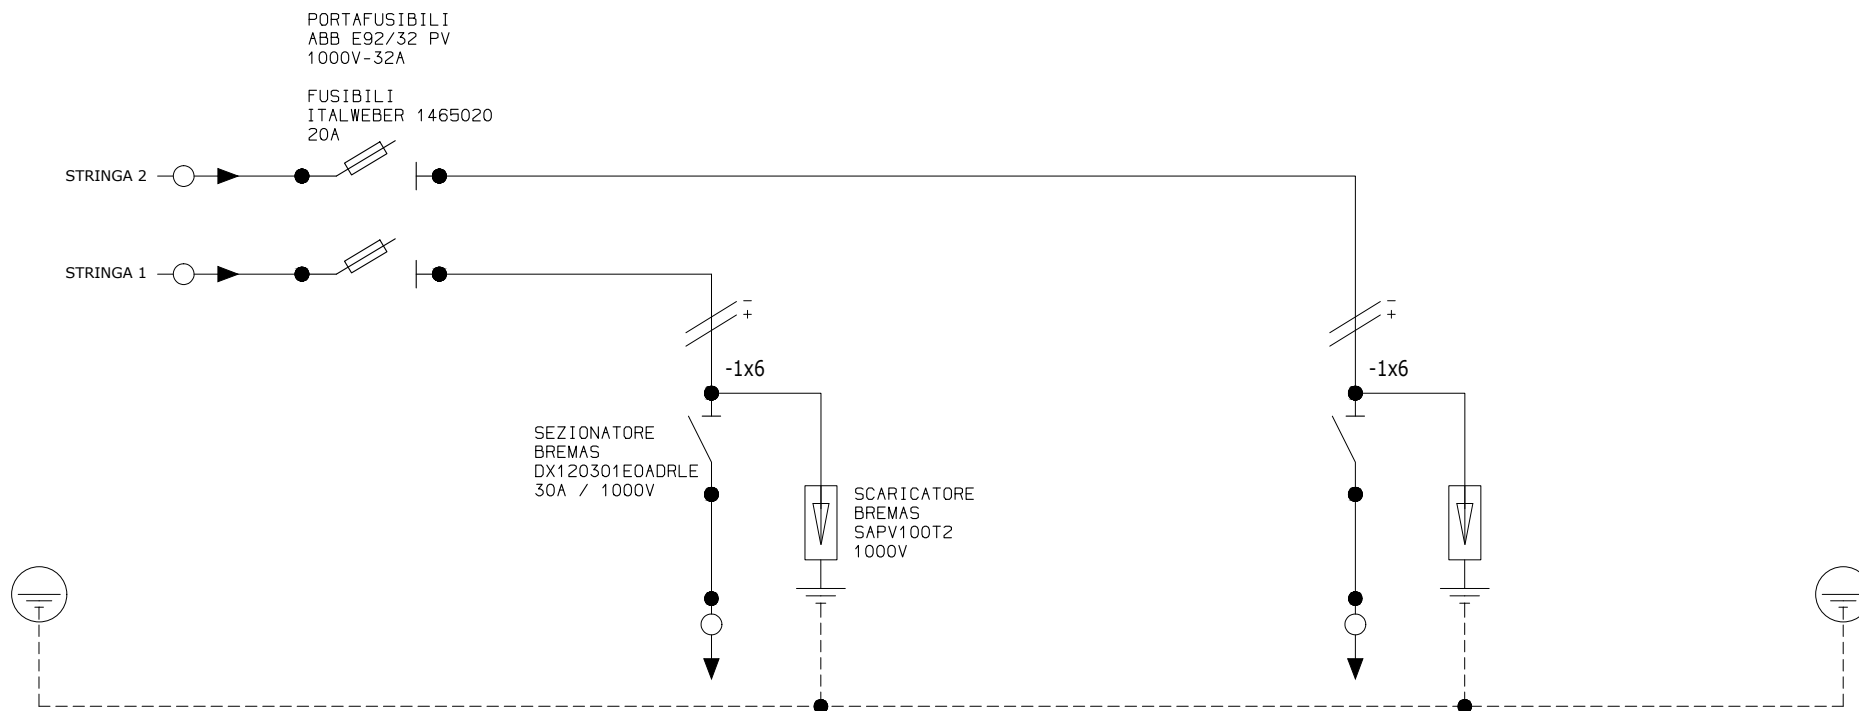 PORTAFUSIBILI
ABB E92/32 PV
1000V-32A
FUSIBILI
ITALWEBER 1465020
20A
STRINGA 2
STRINGA 1
-
+
-
+
-1x6
-1x6
SEZIONATORE
BREMAS
DX120301EOADRLE
30A / 1000V
SCARICATORE
BREMAS
SAPV100T2
1000V